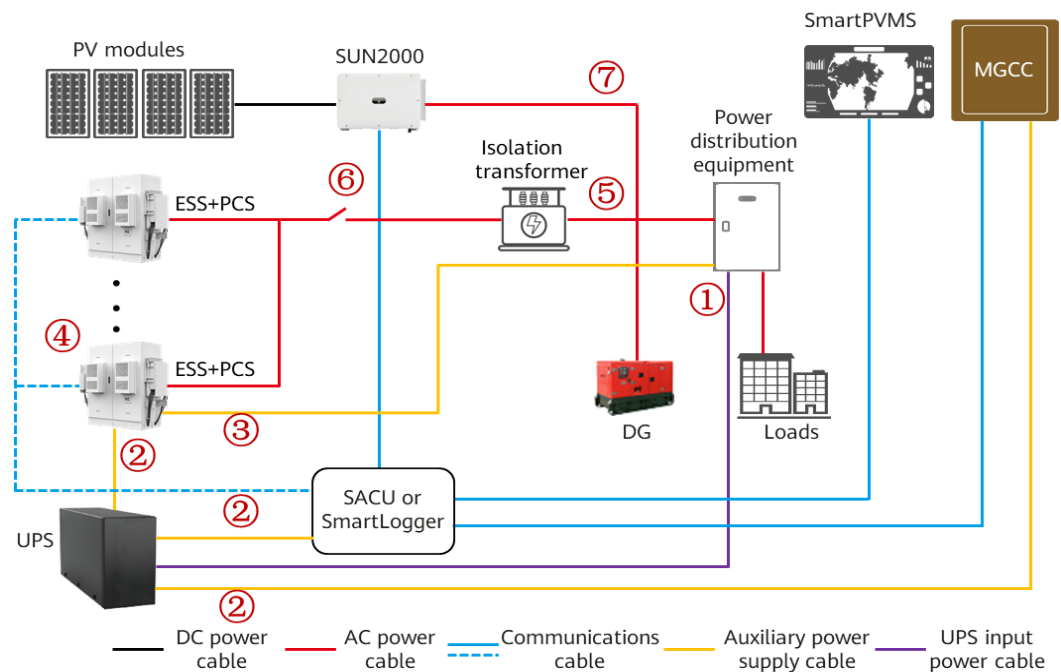 SmartPVMS
MGCC
PV modules
SUN2000
⑦
Power
distribution
equipment
Isolation
transformer
⑥
⑤
ESS+PCS
①
④
ESS+PCS
③
DG
Loads
②
②
SACU or
SmartLogger
UPS
②
DC power
cable
AC power
cable
Communications
cable
Auxiliary power
supply cable
UPS input
power cable